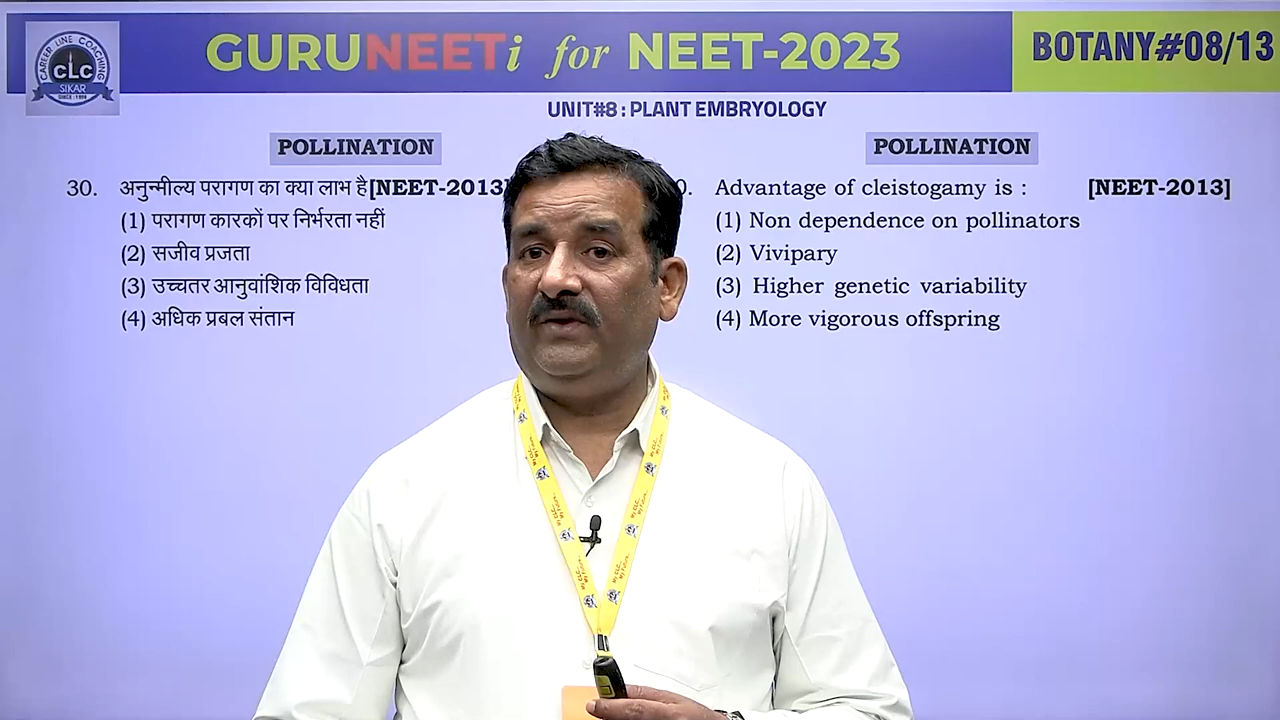 GURUNEETi for NEET-2023
BOTANY#08/13
CAREER LINE COACHING
CLC
SIKAR
SINCE : 1996
UNIT#8 : PLANT EMBRYOLOGY
POLLINATION
30. अनुन्मील्य परागण का क्या लाभ है [NEET-2013]
(1) परागण कारकों पर निर्भरता नहीं
(2) सजीव प्रजता
(3) उच्चतर आनुवांशिक विविधता
(4) अधिक प्रबल संतान
POLLINATION
0. Advantage of cleistogamy is : [NEET-2013]
(1) Non dependence on pollinators
(2) Vivipary
(3) Higher genetic variability
(4) More vigorous offspring